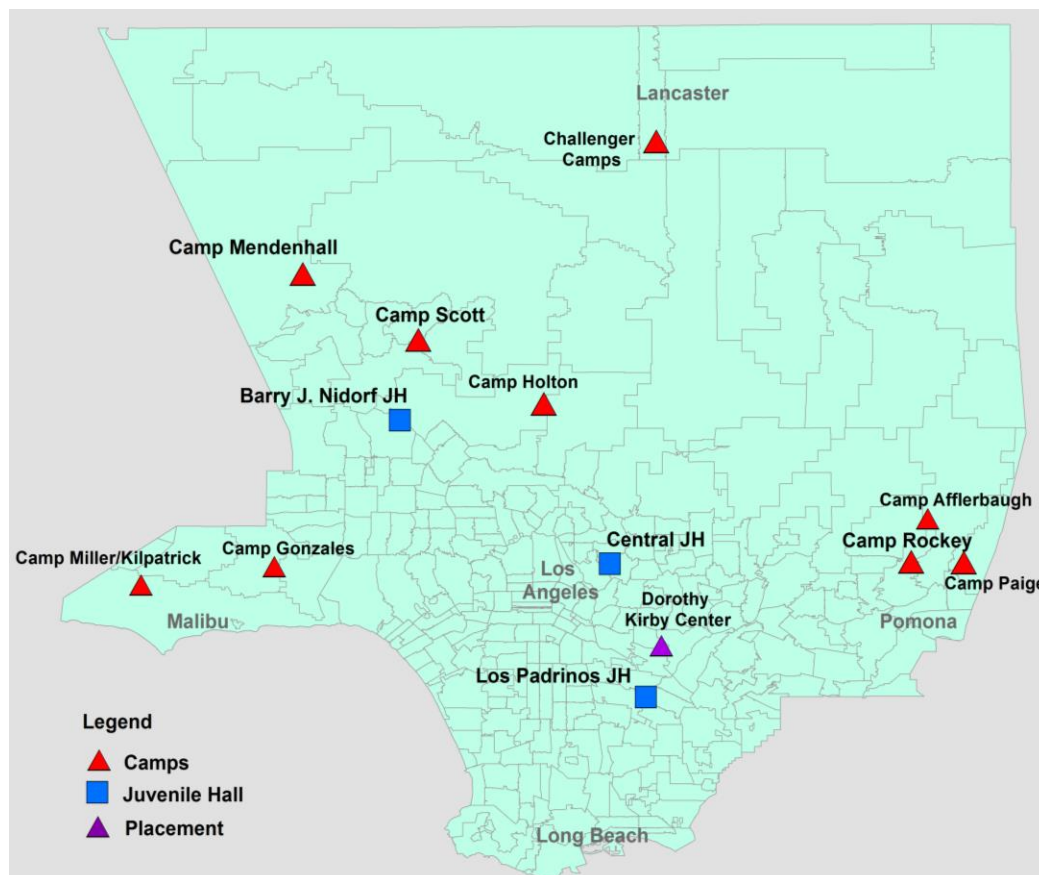 Lancaster
Challenger
Camps
Camp Mendenhall
Camp Scott
Camp Holton
Barry J. Nidorf JH
Camp Afflerbaugh
Camp Rockey
Camp Paige
Central JH
Camp Gonzales
Camp Miller/Kilpatrick
Los
Angeles
Dorothy
Kirby Center
Malibu
Pomona
Los Padrinos JH
Legend
Camps
Juvenile Hall
Placement
Long Beach